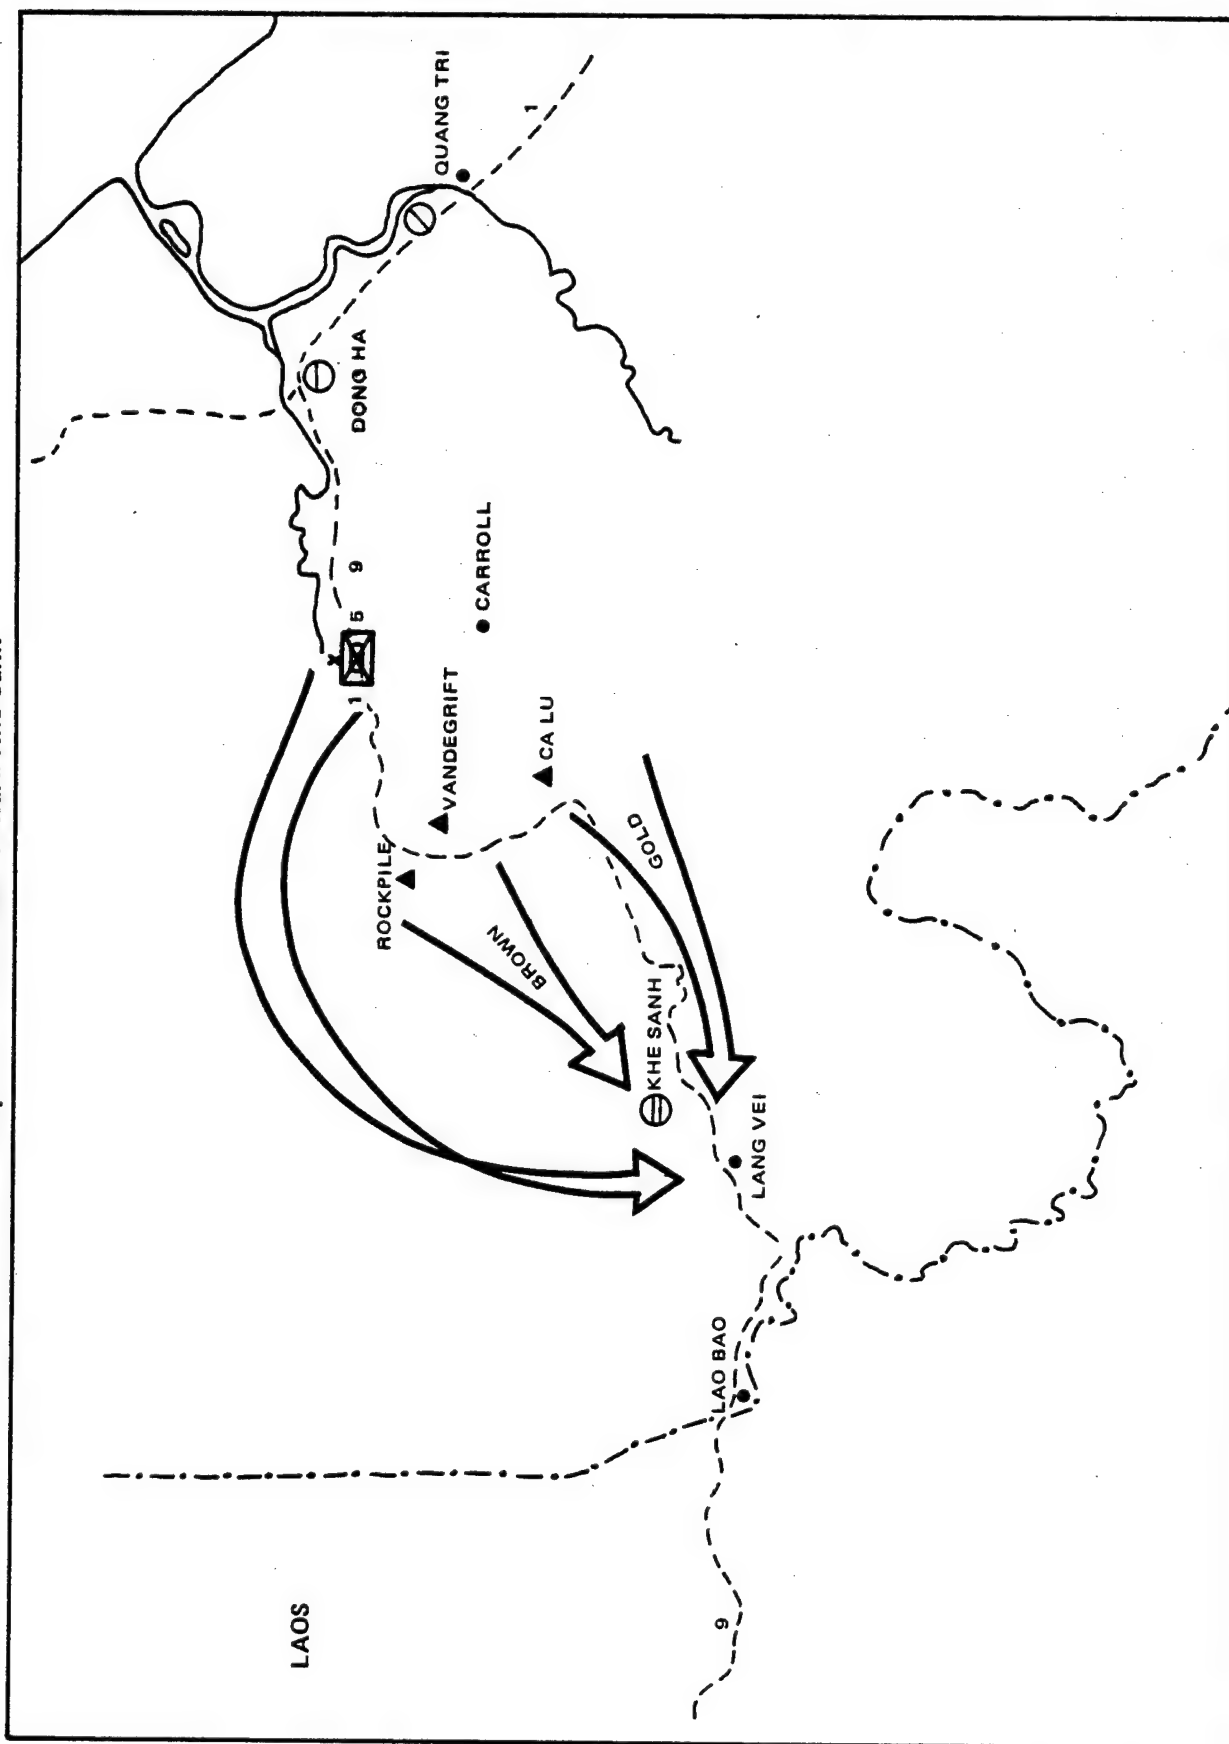 QUANG TRI
1
DONG HA
9
1 X 5
CARROLL
VANDEGRIFT
ROCKPILE
CA LU
GOLD
BROWN
KHE SANH
LANG VEI
LAO BAO
LAOS
9